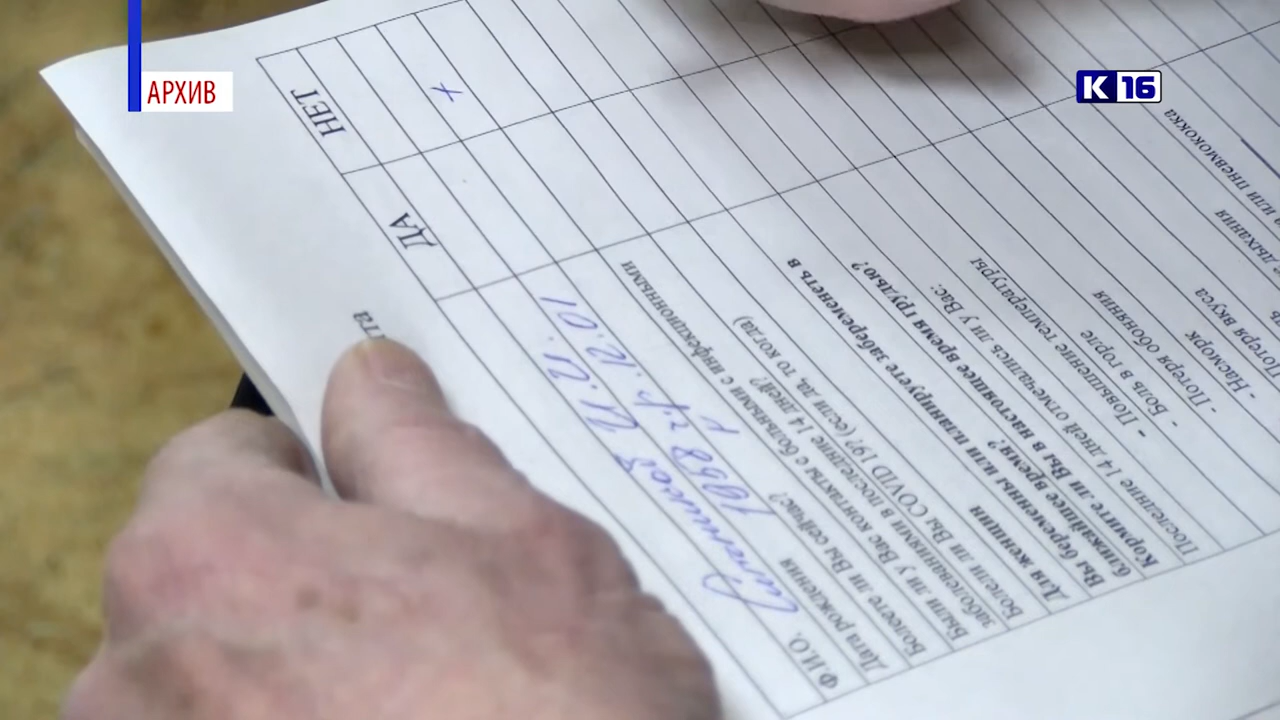 АРХИВ
К 16
та
ДА НЕТ
Ф.И.О. И.И.
Дата рождения 1958 г.р. 12.01
Болеете ли Вы сейчас?
Были ли у Вас контакты с больными с инфекционными
заболеваниями в последние 14 дней?
Болели ли Вы COVID 19? (если да, то когда)
Для женщин
Вы беременны или планируете забеременеть в
ближайшее время?
Кормите ли Вы в настоящее время грудью?
Последние 14 дней отмечались ли у Вас:
- Повышение температуры
- Боль в горле
- Потеря обоняния
- Насморк
- Потеря вкуса
дыхания
или пневмококка